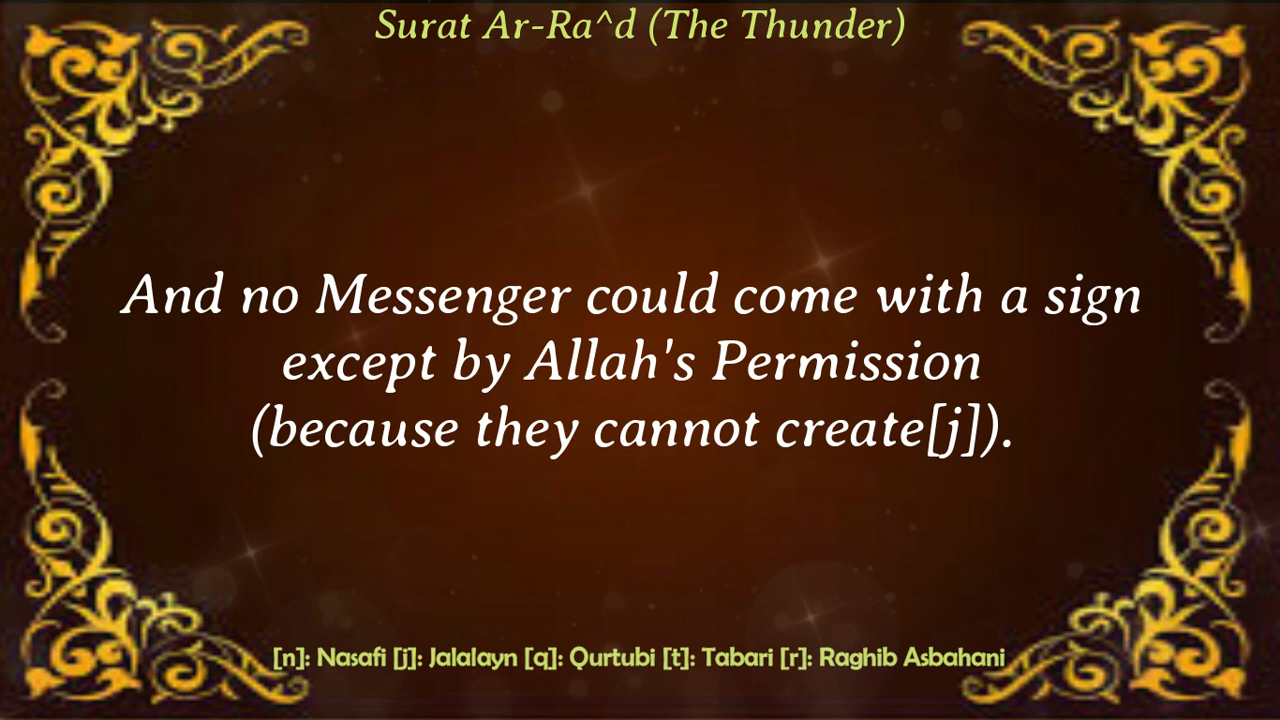 Surat Ar-Ra^d (The Thunder)
And no Messenger could come with a sign
except by Allah's Permission
(because they cannot create[j]).
[n]: Nasafi [j]: Jalalayn [q]: Qurtubi [t]: Tabari [r]: Raghib Asbahani